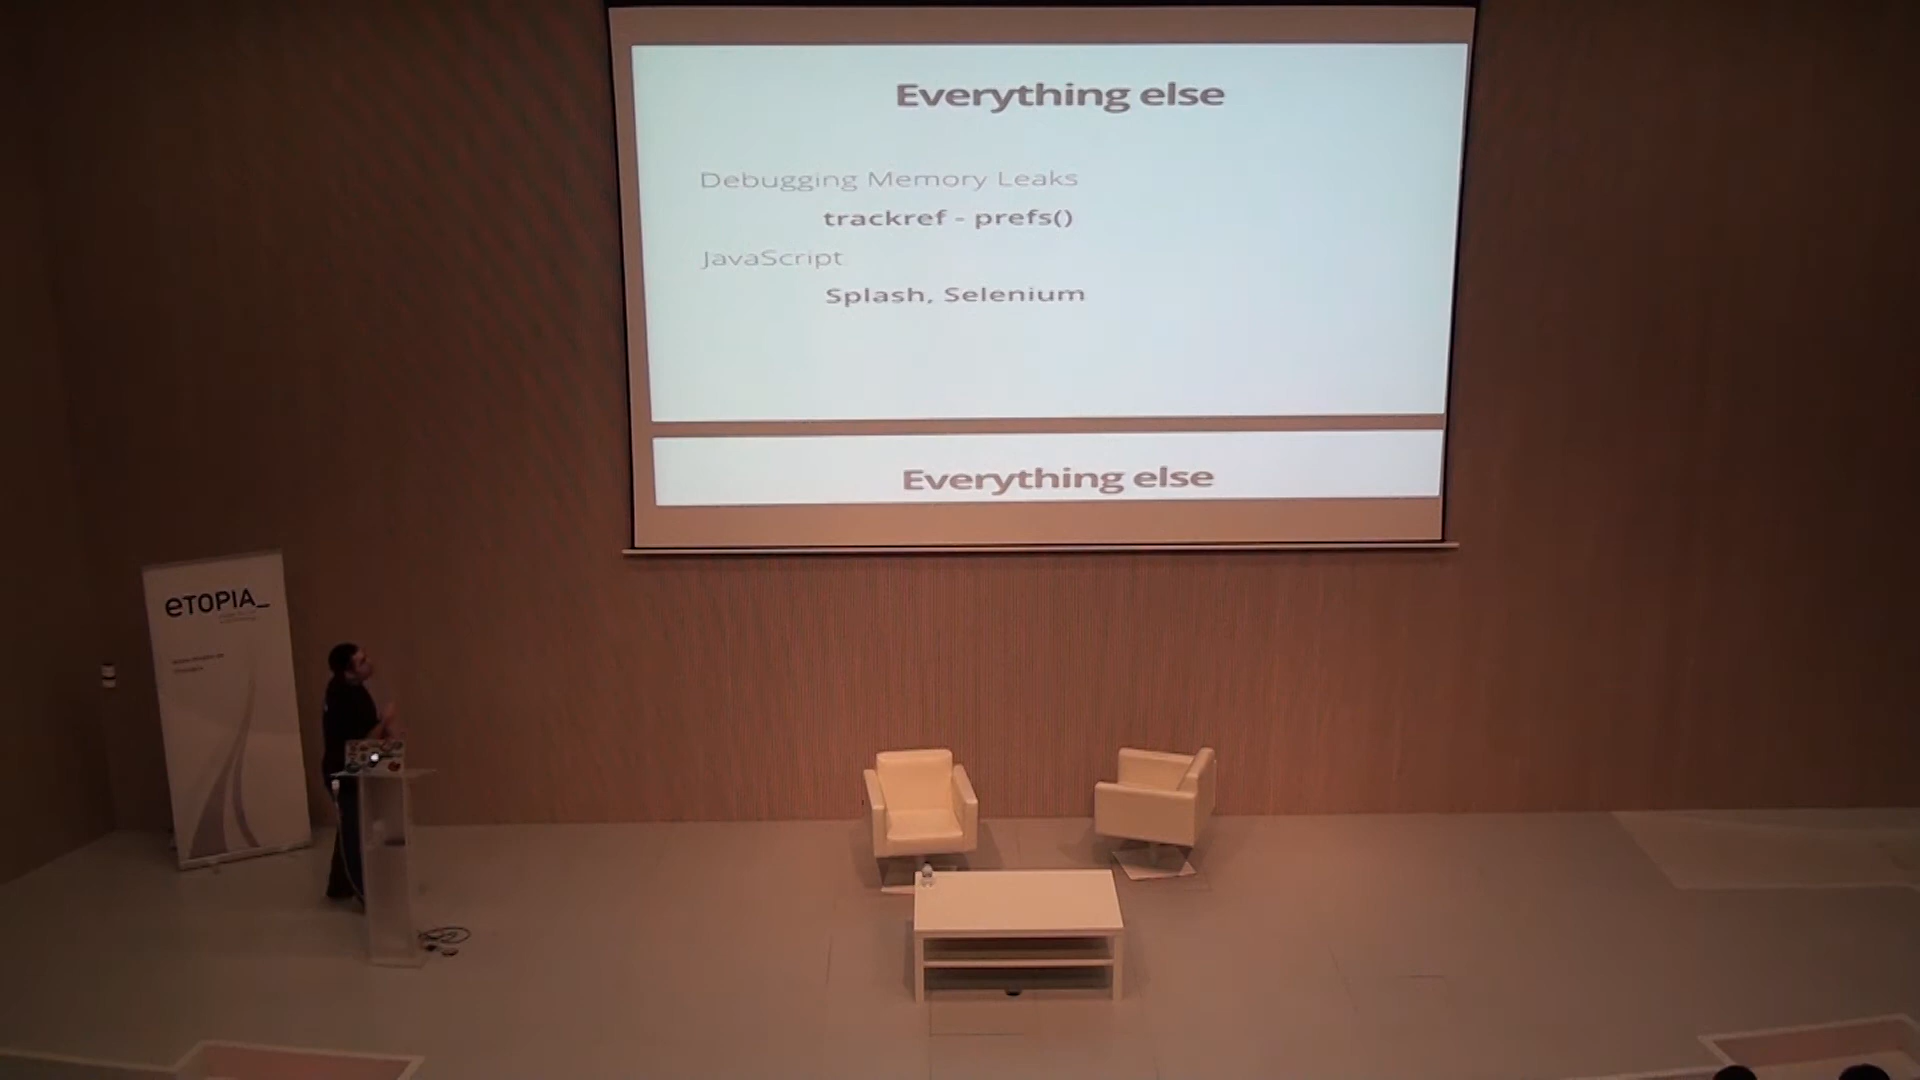 Everything else
Debugging Memory Leaks
trackref - prefs()
JavaScript
Splash, Selenium
Everything else
eTOPIA_